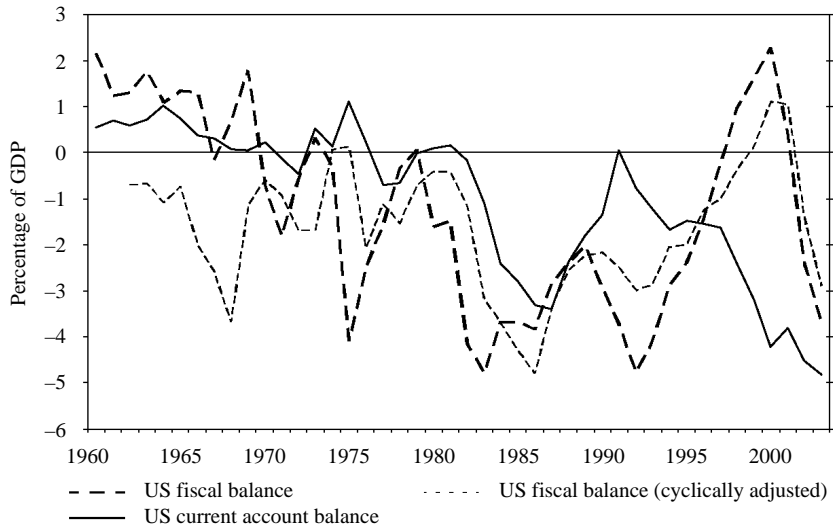 3
2
1
0
–1
–2
–3
–4
–5
–6
Percentage of GDP
1960 1965 1970 1975 1980 1985 1990 1995 2000
US fiscal balance US fiscal balance (cyclically adjusted)
US current account balance